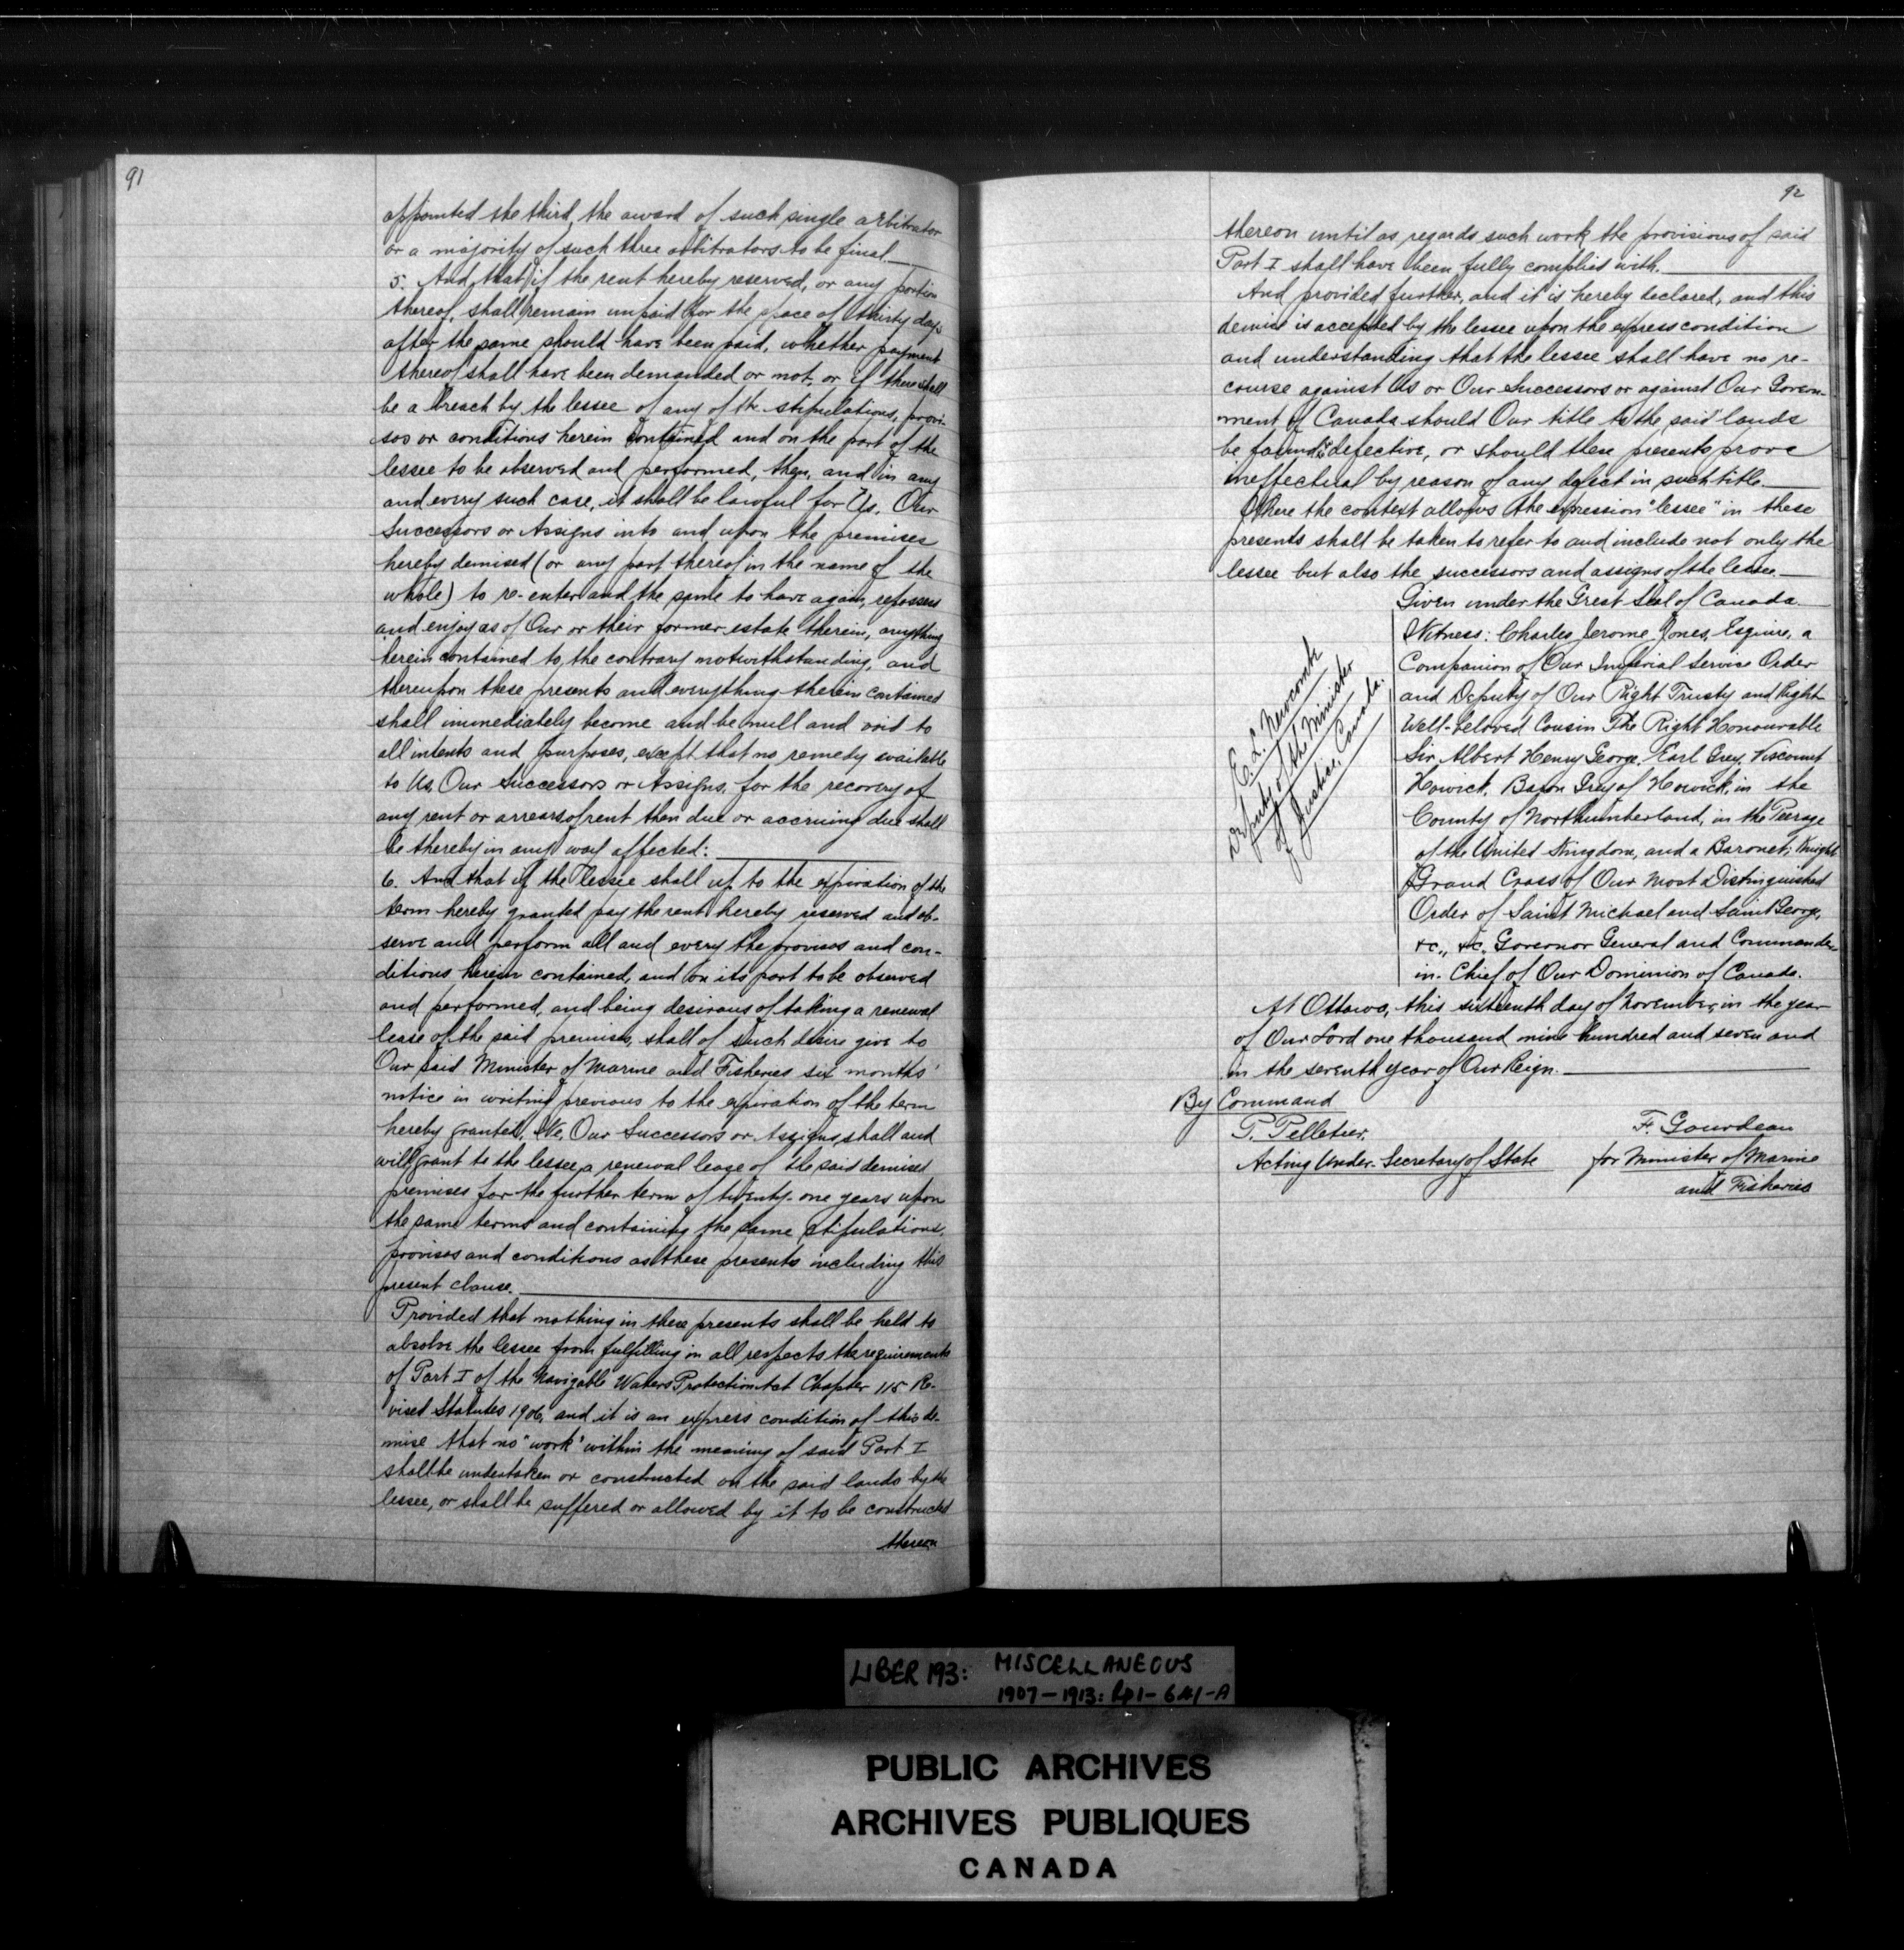 91
appointed the third, the award of such single arbitrator
or a majority of such three arbitrators to be final.
5. And that if the rent hereby reserved, or any portion
thereof, shall remain unpaid for the space of thirty days
after the same should have been paid, whether payment
thereof shall have been demanded or not, or if there shall
be a breach by the lessee of any of the stipulations, provi-
sos or conditions herein contained and on the part of the
lessee to be observed and performed, then, and in any
and every such case, it shall be lawful for Us, Our
Successors or Assigns into and upon the premises
hereby demised (or any part thereof in the name of the
whole) to re-enter and the same to have again, repossess
and enjoy as of Our or their former estate therein, anything
herein contained to the contrary notwithstanding, and
thereupon these presents and everything therein contained
shall immediately become and be null and void to
all intents and purposes, except that no remedy available
to Us, Our Successors or Assigns, for the recovery of
any rent or arrears of rent then due or accruing due shall
be thereby in any way affected:
6. And that if the lessee shall up to the expiration of the
term hereby granted pay the rent hereby reserved and ob-
serve and perform all and every the provisos and con-
ditions herein contained, and on its part to be observed
and performed, and being desirous of taking a renewal
lease of the said premises, shall of such desire give to
Our said Minister of Marine and Fisheries six months'
notice in writing previous to the expiration of the term
hereby granted, We, Our Successors or Assigns shall and
will grant to the lessee a renewal lease of the said demised
premises for the further term of twenty-one years upon
the same terms and containing the same stipulations,
provisos and conditions as these presents including this
present clause.
Provided that nothing in these presents shall be held to
absolve the lessee from fulfilling in all respects the requirements
of Part I of the Navigable Waters Protection Act Chapter 115 Re-
vised Statutes 1906, and it is an express condition of this de-
mise that no "work" within the meaning of said Part I
shall be undertaken or constructed on the said lands by the
lessee, or shall be suffered or allowed by it to be constructed
thereon
92
thereon until as regards such work the provisions of said
Part I shall have been fully complied with.
And provided further, and it is hereby declared, and this
demise is accepted by the lessee upon the express condition
and understanding that the lessee shall have no re-
course against Us or Our Successors or against Our Govern-
ment of Canada should Our title to the said lands
be found defective, or should these presents prove
ineffectual by reason of any defect in such title.
Where the context allows the expression "lessee" in these
presents shall be taken to refer to and include not only the
lessee but also the successors and assigns of the lessee.
Given under the Great Seal of Canada.
Witness: Charles Jerome Jones, Esquire, a
Companion of Our Imperial Service Order
and Deputy of Our Right Trusty and Right
Well-beloved Cousin The Right Honourable
Sir Albert Henry George, Earl Grey, Viscount
Howick, Baron Grey of Howick, in the
County of Northumberland, in the Peerage
of the United Kingdom, and a Baronet; Knight
Grand Cross of Our Most Distinguished
Order of Saint Michael and Saint George,
&c., &c., Governor General and Commander-
in-Chief of Our Dominion of Canada.
E. L. Newcombe
Deputy of the Minister
of Justice, Canada.
At Ottawa, this sixteenth day of November, in the year
of Our Lord one thousand nine hundred and seven and
in the seventh year of Our Reign.
By Command
P. Pelletier,
Acting Under-Secretary of State
F. Gourdeau
for Minister of Marine
and Fisheries
LIBER 193: MISCELLANEOUS
1907-1913:
PUBLIC ARCHIVES
ARCHIVES PUBLIQUES
CANADA